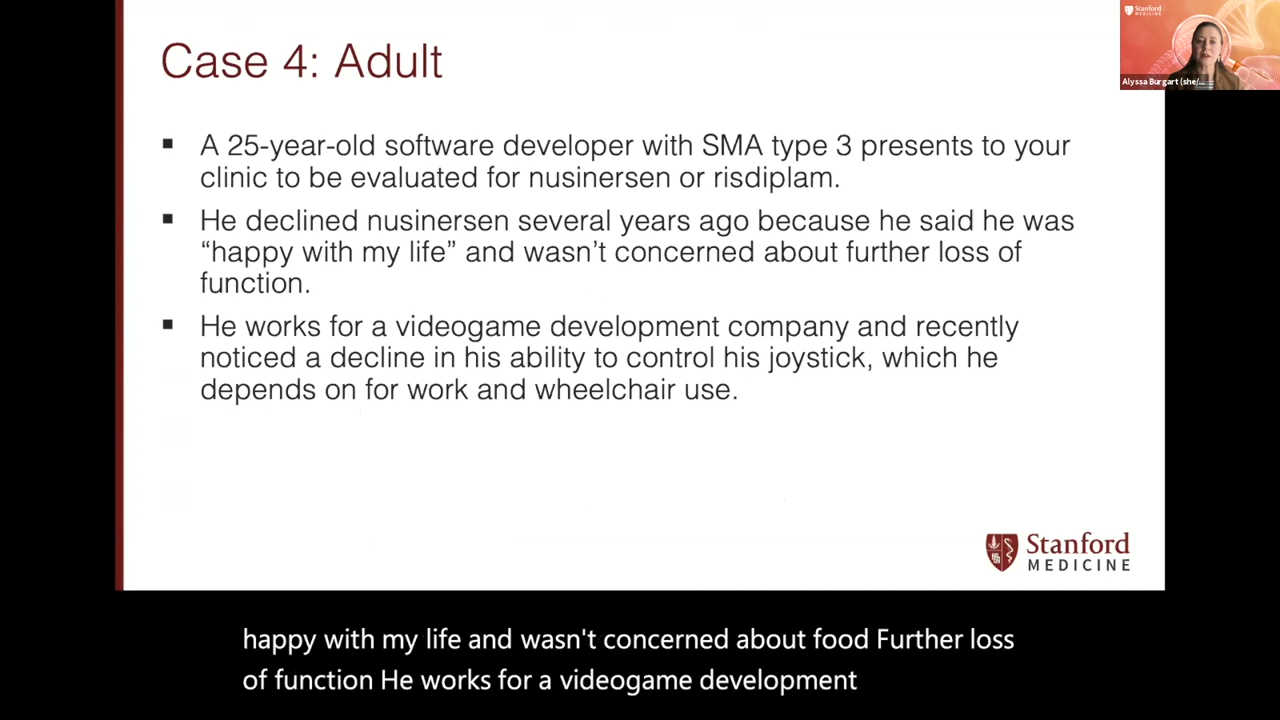 Case 4: Adult
Stanford
MEDICINE
Alyssa Burgart (she/...
▪ A 25-year-old software developer with SMA type 3 presents to your
clinic to be evaluated for nusinersen or risdiplam.
▪ He declined nusinersen several years ago because he said he was
“happy with my life” and wasn’t concerned about further loss of
function.
▪ He works for a videogame development company and recently
noticed a decline in his ability to control his joystick, which he
depends on for work and wheelchair use.
Stanford
MEDICINE
happy with my life and wasn't concerned about food Further loss
of function He works for a videogame development